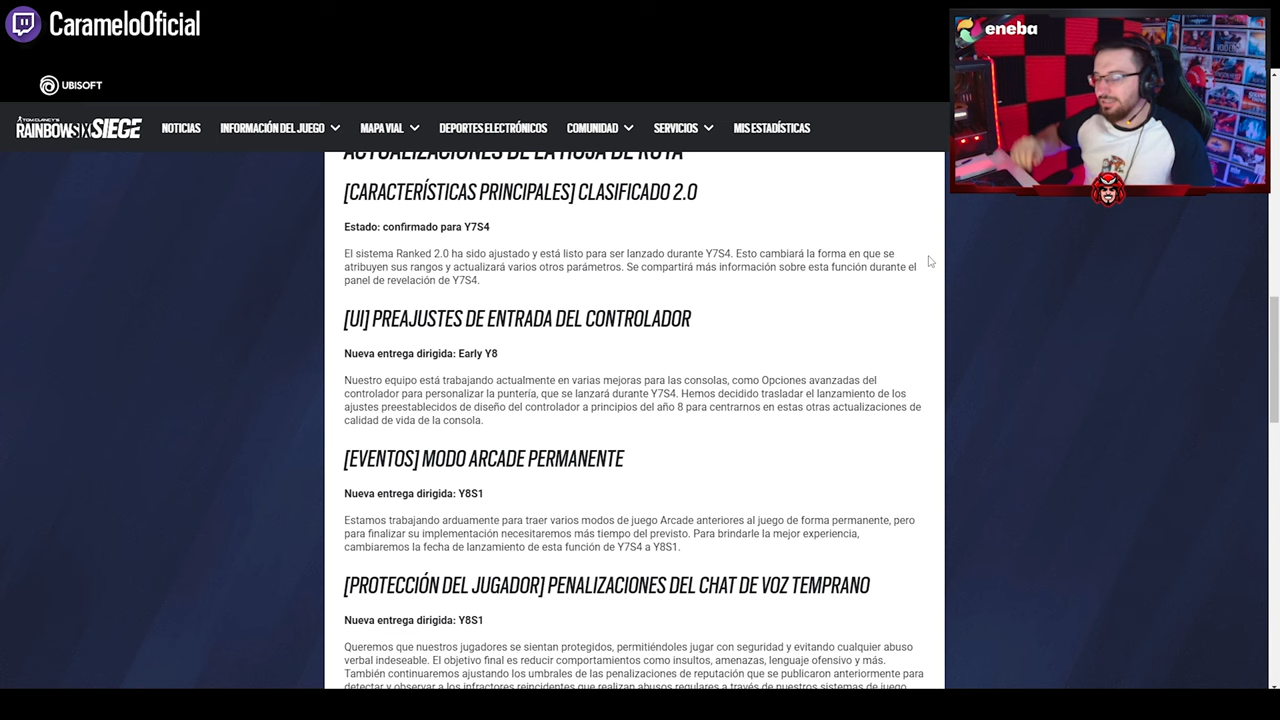 CarameloOficial
eneba
UBISOFT
TOM CLANCY'S
RAINBOWSIX SIEGE
NOTICIAS
INFORMACIÓN DEL JUEGO
MAPA VIAL
DEPORTES ELECTRÓNICOS
COMUNIDAD
SERVICIOS
MIS ESTADÍSTICAS
ACTUALIZACIONES DE LA HOJA DE RUTA
[CARACTERÍSTICAS PRINCIPALES] CLASIFICADO 2.0
Estado: confirmado para Y7S4
El sistema Ranked 2.0 ha sido ajustado y está listo para ser lanzado durante Y7S4. Esto cambiará la forma en que se
atribuyen sus rangos y actualizará varios otros parámetros. Se compartirá más información sobre esta función durante el
panel de revelación de Y7S4.
[UI] PREAJUSTES DE ENTRADA DEL CONTROLADOR
Nueva entrega dirigida: Early Y8
Nuestro equipo está trabajando actualmente en varias mejoras para las consolas, como Opciones avanzadas del
controlador para personalizar la puntería, que se lanzará durante Y7S4. Hemos decidido trasladar el lanzamiento de los
ajustes preestablecidos de diseño del controlador a principios del año 8 para centrarnos en estas otras actualizaciones de
calidad de vida de la consola.
[EVENTOS] MODO ARCADE PERMANENTE
Nueva entrega dirigida: Y8S1
Estamos trabajando arduamente para traer varios modos de juego Arcade anteriores al juego de forma permanente, pero
para finalizar su implementación necesitaremos más tiempo del previsto. Para brindarle la mejor experiencia,
cambiaremos la fecha de lanzamiento de esta función de Y7S4 a Y8S1.
[PROTECCIÓN DEL JUGADOR] PENALIZACIONES DEL CHAT DE VOZ TEMPRANO
Nueva entrega dirigida: Y8S1
Queremos que nuestros jugadores se sientan protegidos, permitiéndoles jugar con seguridad y evitando cualquier abuso
verbal indeseable. El objetivo final es reducir comportamientos como insultos, amenazas, lenguaje ofensivo y más.
También continuaremos ajustando los umbrales de las penalizaciones de reputación que se publicaron anteriormente para
detectar y observar a los infractores reincidentes que realizan abusos regulares a través de nuestros sistemas de juego